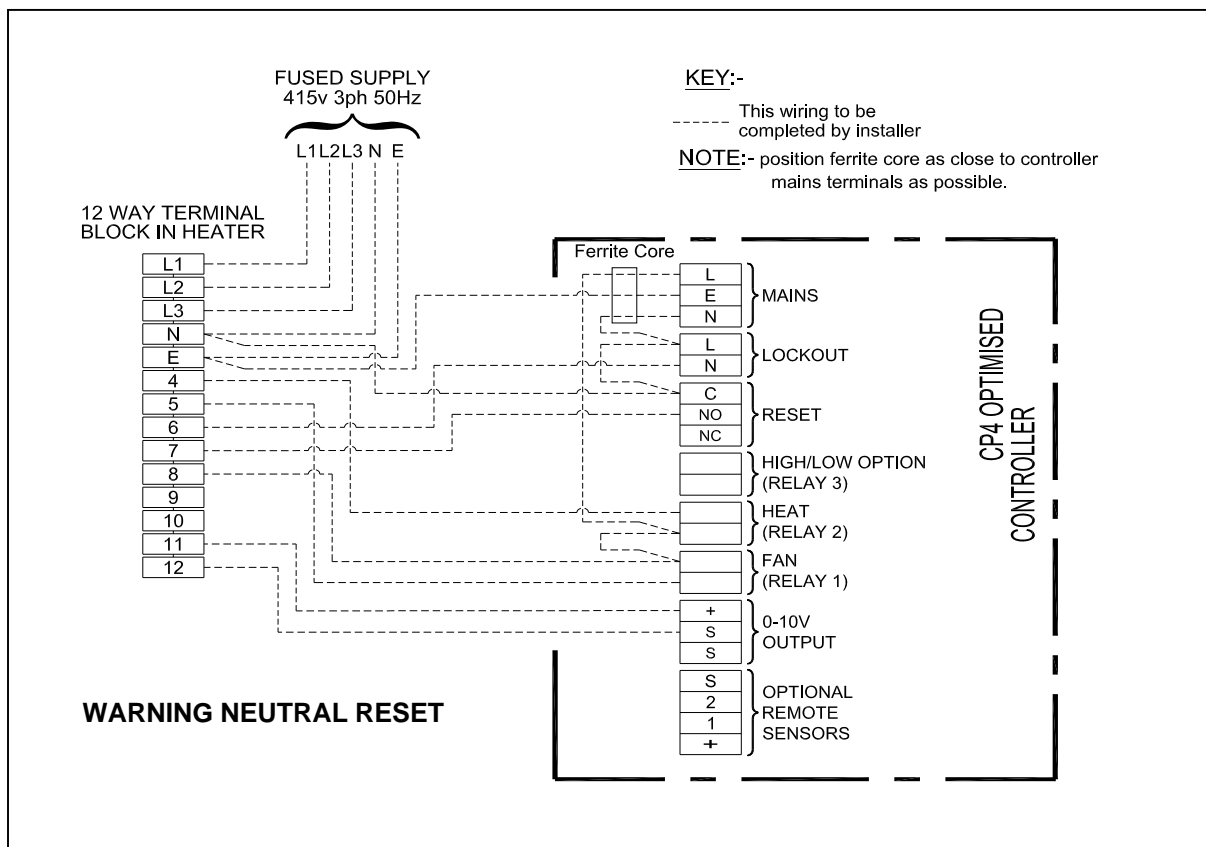 FUSED SUPPLY
415v 3ph 50Hz
L1 L2 L3 N E
KEY:-
This wiring to be
completed by installer
NOTE:- position ferrite core as close to controller
mains terminals as possible.
12 WAY TERMINAL
BLOCK IN HEATER
L1
L2
L3
N
E
4
5
6
7
8
9
10
11
12
Ferrite Core
L
E
N
MAINS
L
N
LOCKOUT
C
NO
NC
RESET
HIGH/LOW OPTION
(RELAY 3)
HEAT
(RELAY 2)
FAN
(RELAY 1)
+
S
S
0-10V
OUTPUT
S
2
1
+
OPTIONAL
REMOTE
SENSORS
CP4 OPTIMISED
CONTROLLER
WARNING NEUTRAL RESET